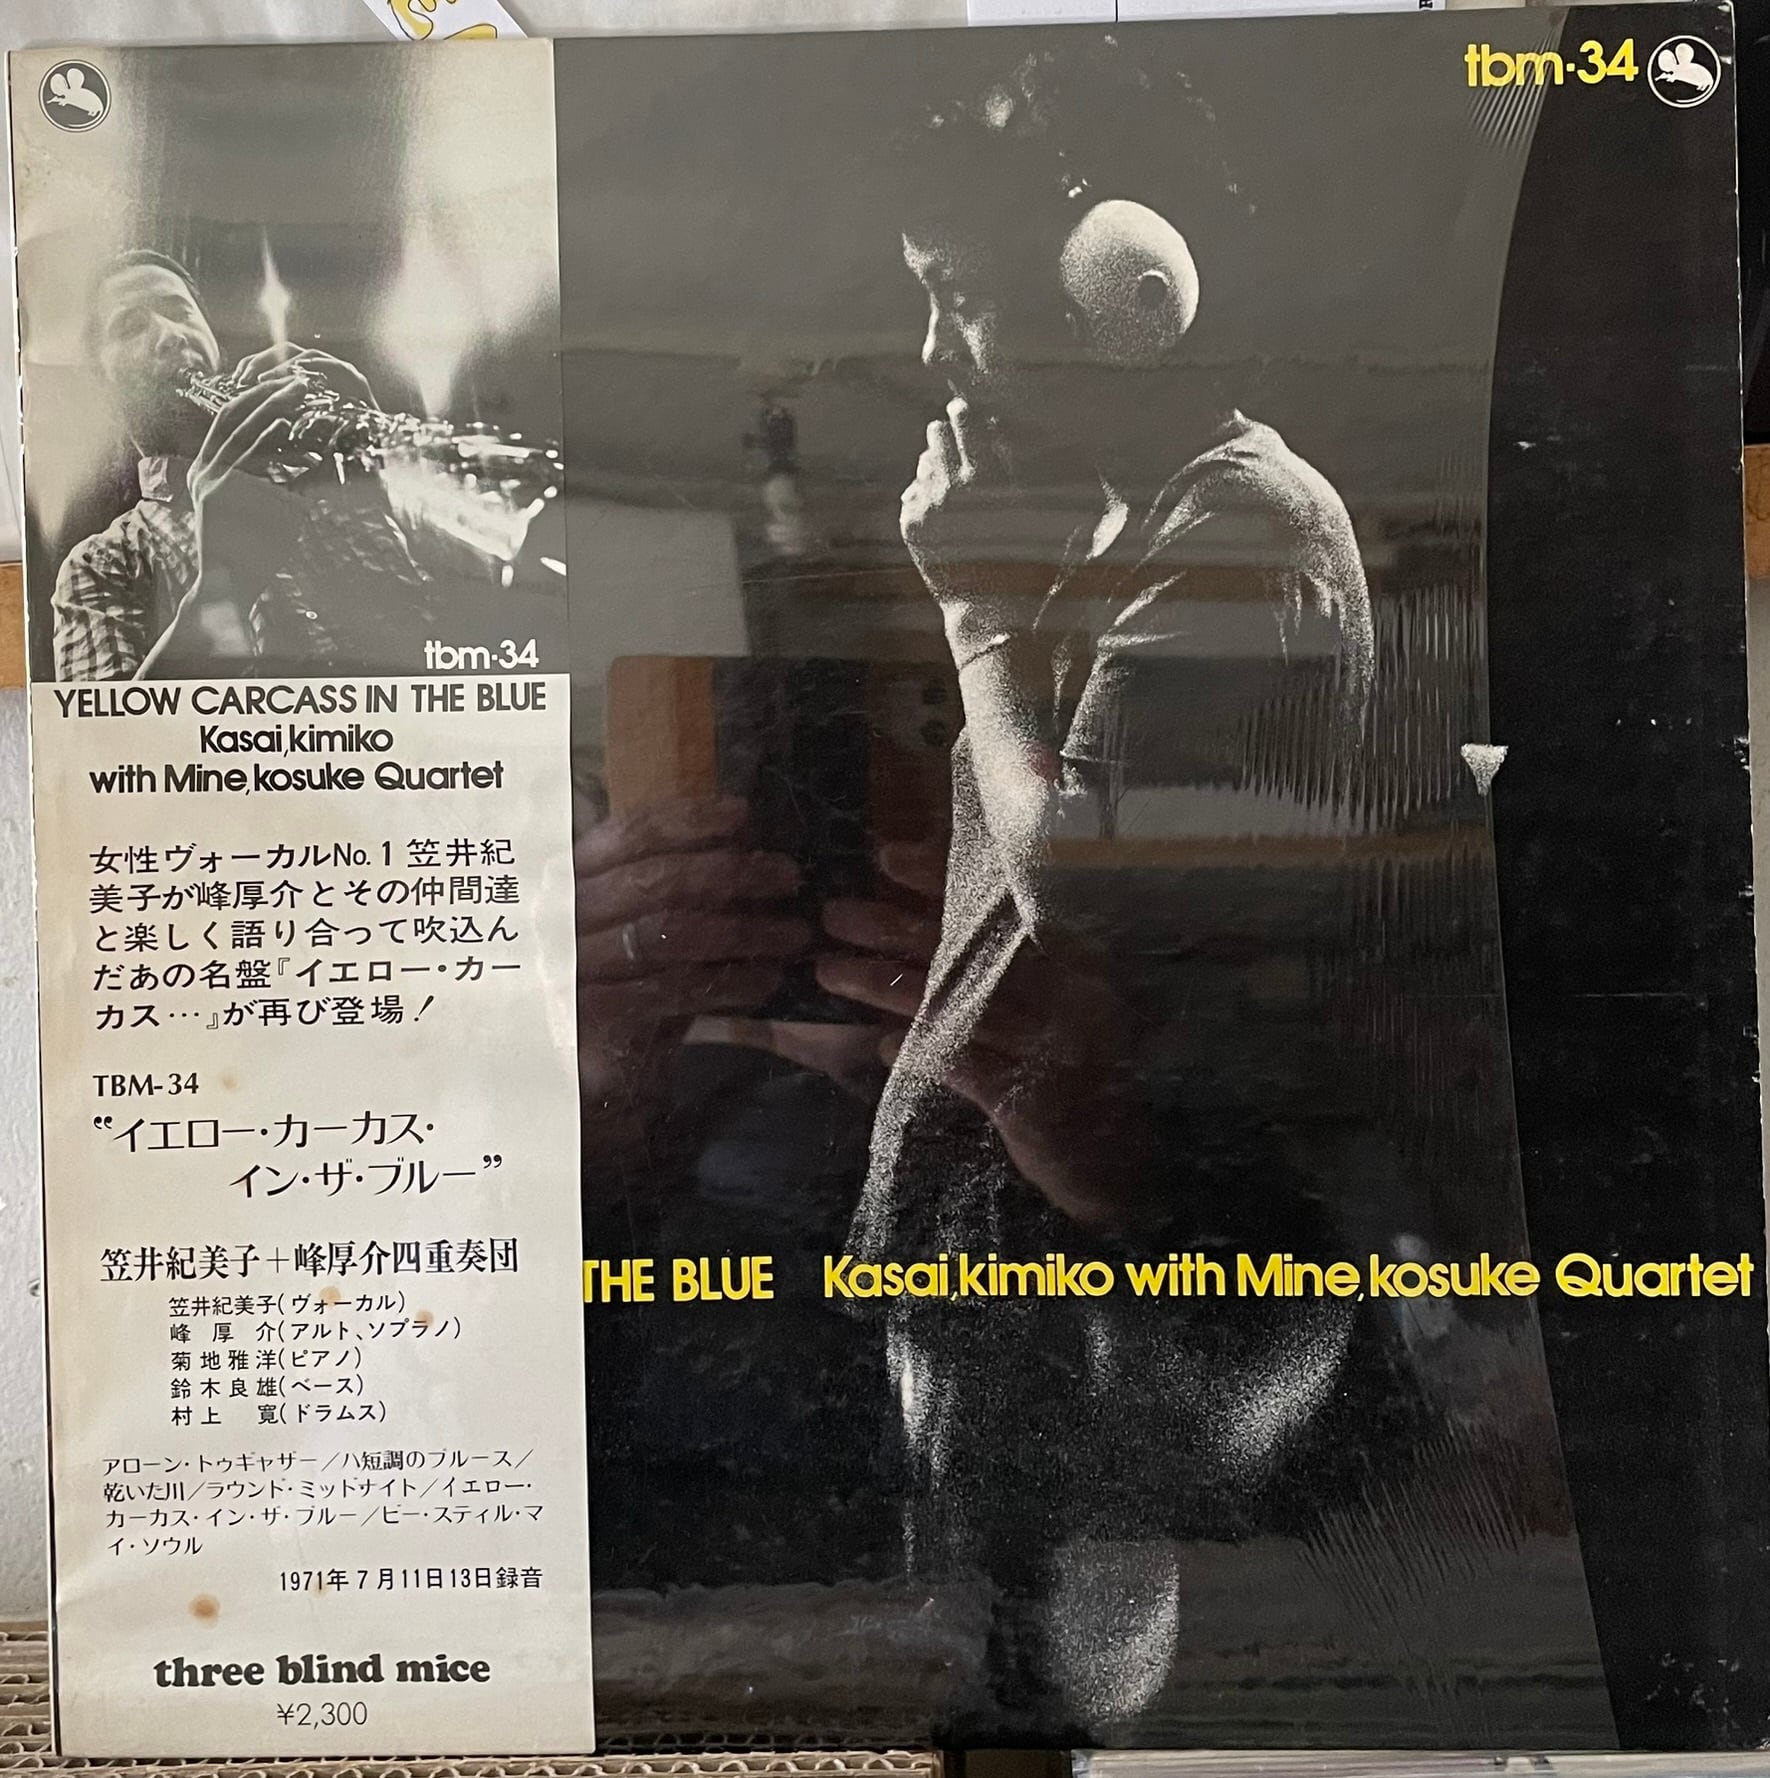 tbm·34
tbm·34
YELLOW CARCASS IN THE BLUE
Kasai,kimiko
with Mine,kosuke Quartet
女性ヴォーカルNo.1 笠井紀
美子が峰厚介とその仲間達
と楽しく語り合って吹込ん
だあの名盤『イエロー・カー
カス…』が再び登場！
TBM-34
“イエロー・カーカス・
イン・ザ・ブルー”
笠井紀美子＋峰厚介四重奏団
笠井紀美子(ヴォーカル)
峰 厚 介(アルト、ソプラノ)
菊地雅洋(ピアノ)
鈴木良雄(ベース)
村上 寛(ドラムス)
アローン・トゥギャザー／ハ短調のブルース／
乾いた川／ラウンド・ミットナイト／イエロー・
カーカス・イン・ザ・ブルー／ビー・スティル・マ
イ・ソウル
1971年7月11日13日録音
three blind mice
¥2,300
THE BLUE Kasai,kimiko with Mine,kosuke Quartet